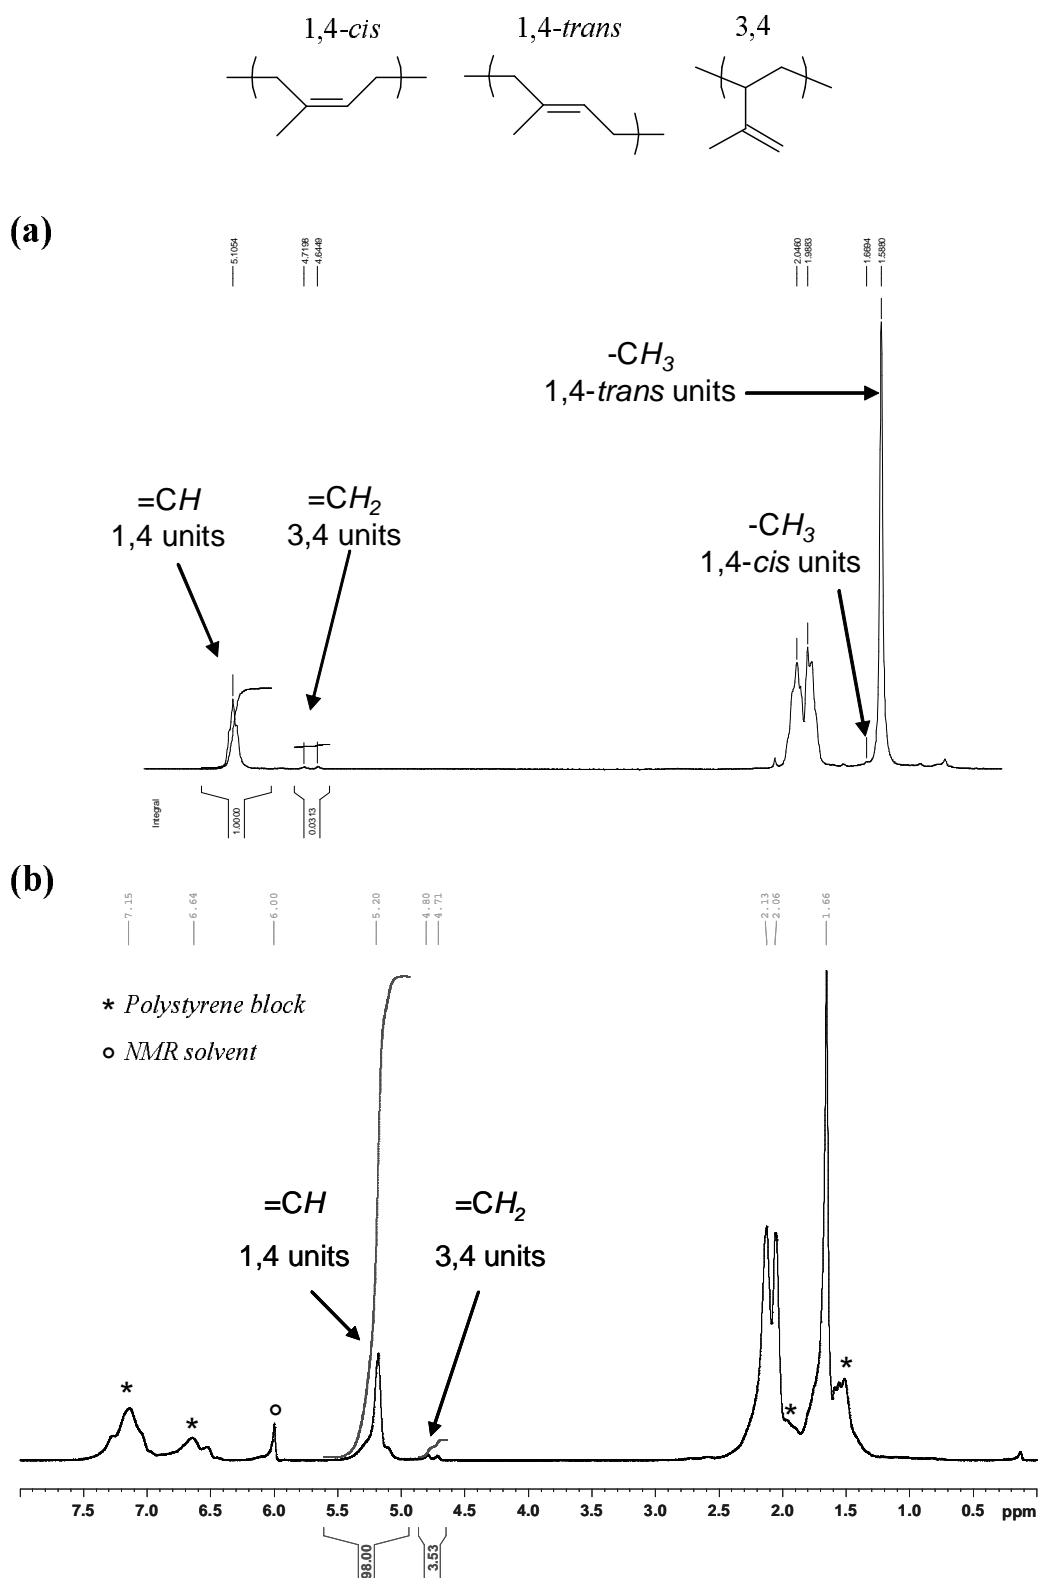 1,4-cis 1,4-trans 3,4
(a)
5.1054 4.7198 4.6449 2.0460 1.9883 1.6694 1.5880
-CH3
1,4-trans units
=CH
1,4 units
=CH2
3,4 units
-CH3
1,4-cis units
Integral
1.0000 0.0313
(b)
7.15 6.64 6.00 5.20 4.80 4.71 2.13 2.06 1.66
* Polystyrene block
o NMR solvent
=CH
1,4 units
=CH2
3,4 units
* * o * *
7.5 7.0 6.5 6.0 5.5 5.0 4.5 4.0 3.5 3.0 2.5 2.0 1.5 1.0 0.5 ppm
98.00 3.53